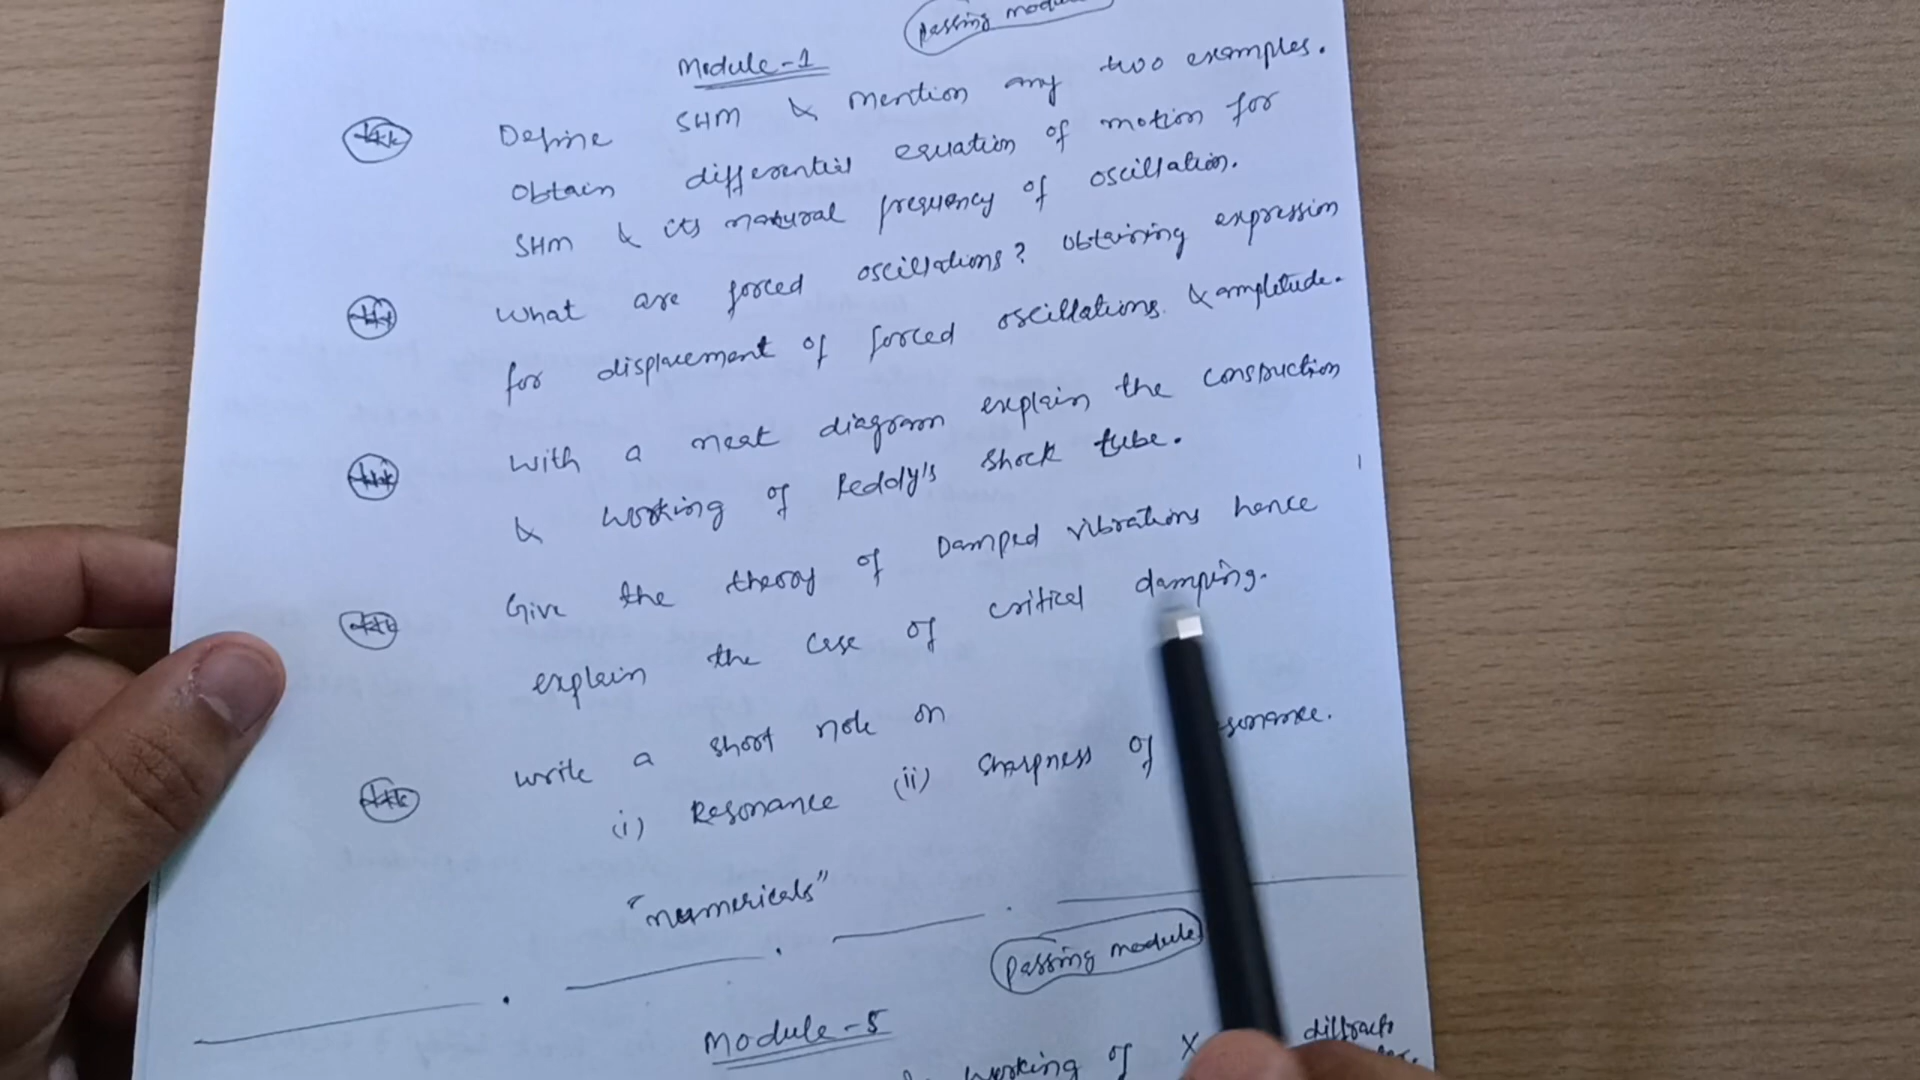 passing module
Module-1
Define SHM & mention any two examples.
Obtain differential equation of motion for
SHM & its natural frequency of oscillation.
What are forced oscillations? Obtaining expression
for displacement of forced oscillations. & amplitude.
With a neat diagram explain the construction
& working of Reddy's shock tube.
Give the theory of Damped vibrations hence
explain the case of critical damping.
Write a short note on
(i) Resonance (ii) Sharpness of
"numericals"
passing module
Module-5
working of X